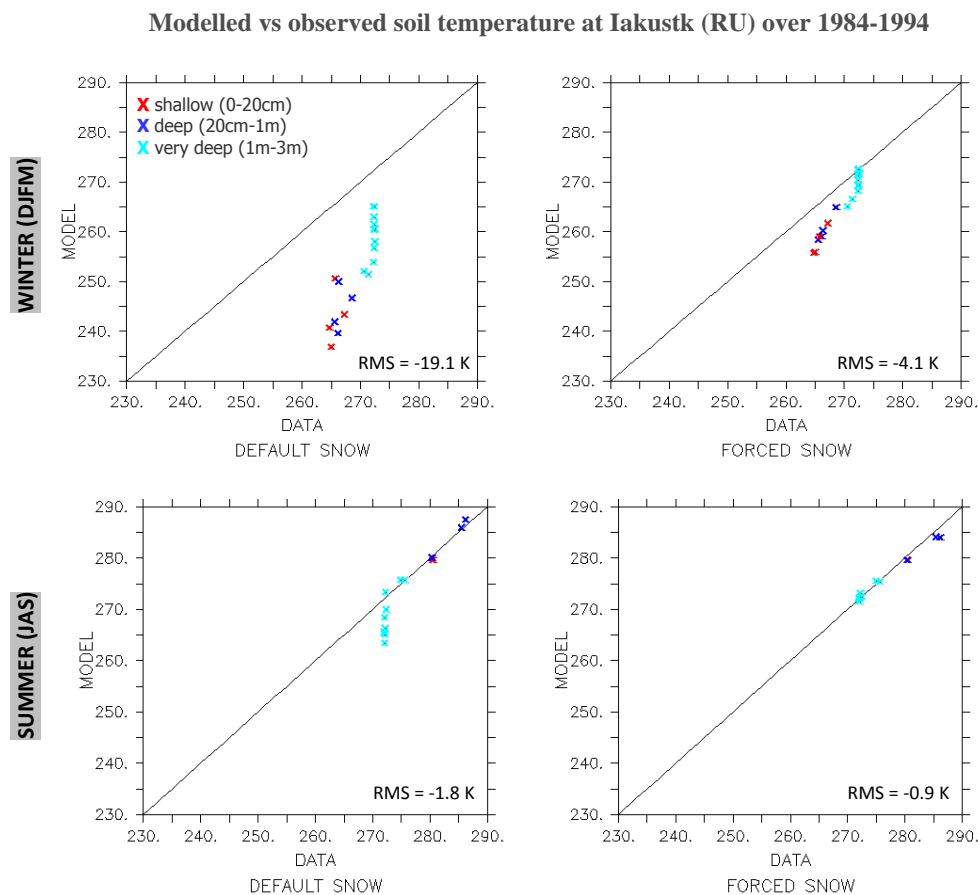 Modelled vs observed soil temperature at Iakustk (RU) over 1984-1994
WINTER (DJFM)
290.
280.
270.
260.
250.
240.
230.
MODEL
X shallow (0-20cm)
X deep (20cm-1m)
X very deep (1m-3m)
RMS = -19.1 K
230. 240. 250. 260. 270. 280. 290.
DATA
DEFAULT SNOW
290.
280.
270.
260.
250.
240.
230.
MODEL
RMS = -4.1 K
230. 240. 250. 260. 270. 280. 290.
DATA
FORCED SNOW
SUMMER (JAS)
290.
280.
270.
260.
250.
240.
230.
MODEL
RMS = -1.8 K
230. 240. 250. 260. 270. 280. 290.
DATA
DEFAULT SNOW
290.
280.
270.
260.
250.
240.
230.
MODEL
RMS = -0.9 K
230. 240. 250. 260. 270. 280. 290.
DATA
FORCED SNOW